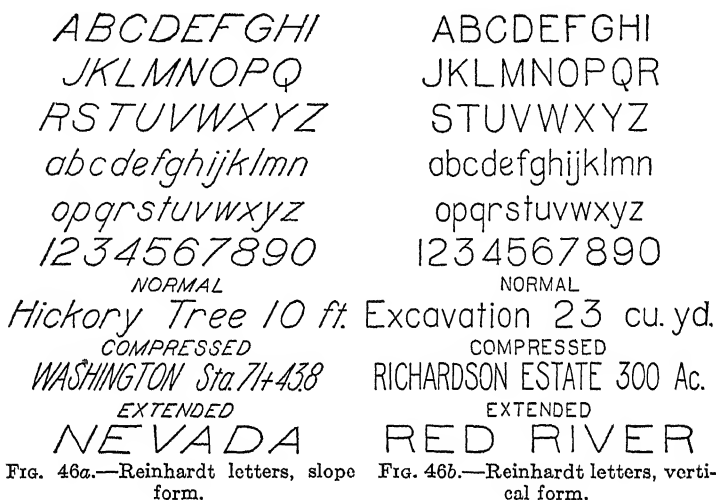 ABCDEFGHI
JKLMNOPQ
RSTUVWXYZ
abcdefghijklmn
opqrstuvwxyz
1234567890
NORMAL
Hickory Tree 10 ft.
COMPRESSED
WASHINGTON Sta. 71+43.8
EXTENDED
NEVADA
FIG. 46a.—Reinhardt letters, slope
form.
ABCDEFGHI
JKLMNOPQR
STUVWXYZ
abcdefghijklmn
opqrstuvwxyz
1234567890
NORMAL
Excavation 23 cu. yd.
COMPRESSED
RICHARDSON ESTATE 300 Ac.
EXTENDED
RED RIVER
FIG. 46b.—Reinhardt letters, verti-
cal form.